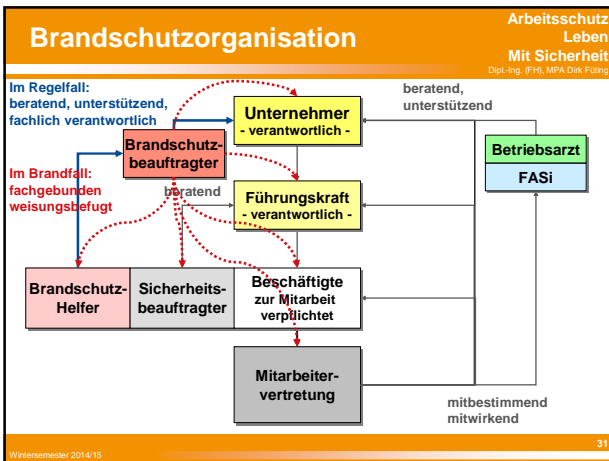 Brandschutzorganisation
Arbeitsschutz
Leben
Mit Sicherheit
Dipl.-Ing. (FH), MPA Dirk Füting
Im Regelfall:
beratend, unterstützend,
fachlich verantwortlich
beratend,
unterstützend
Unternehmer
- verantwortlich -
Brandschutz-
beauftragter
Betriebsarzt
FASi
Im Brandfall:
fachgebunden
weisungsbefugt
beratend
Führungskraft
- verantwortlich -
Brandschutz-
Helfer
Sicherheits-
beauftragter
Beschäftigte
zur Mitarbeit
verpflichtet
Mitarbeiter-
vertretung
mitbestimmend
mitwirkend
31
Wintersemester 2014/15